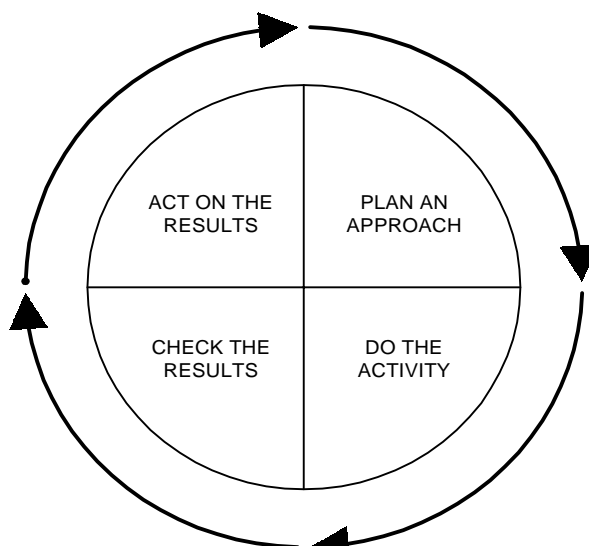 ACT ON THE
RESULTS
PLAN AN
APPROACH
CHECK THE
RESULTS
DO THE
ACTIVITY